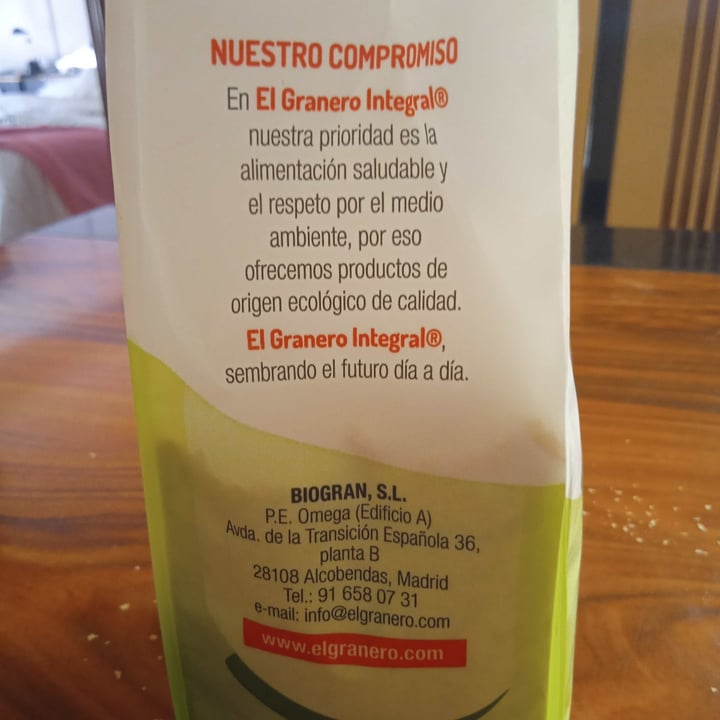 NUESTRO COMPROMISO
En El Granero Integral®
nuestra prioridad es la
alimentación saludable y
el respeto por el medio
ambiente, por eso
ofrecemos productos de
origen ecológico de calidad.
El Granero Integral®,
sembrando el futuro día a día.
BIOGRAN, S.L.
P.E. Omega (Edificio A)
Avda. de la Transición Española 36,
planta B
28108 Alcobendas, Madrid
Tel.: 91 658 07 31
e-mail: info@elgranero.com
www.elgranero.com